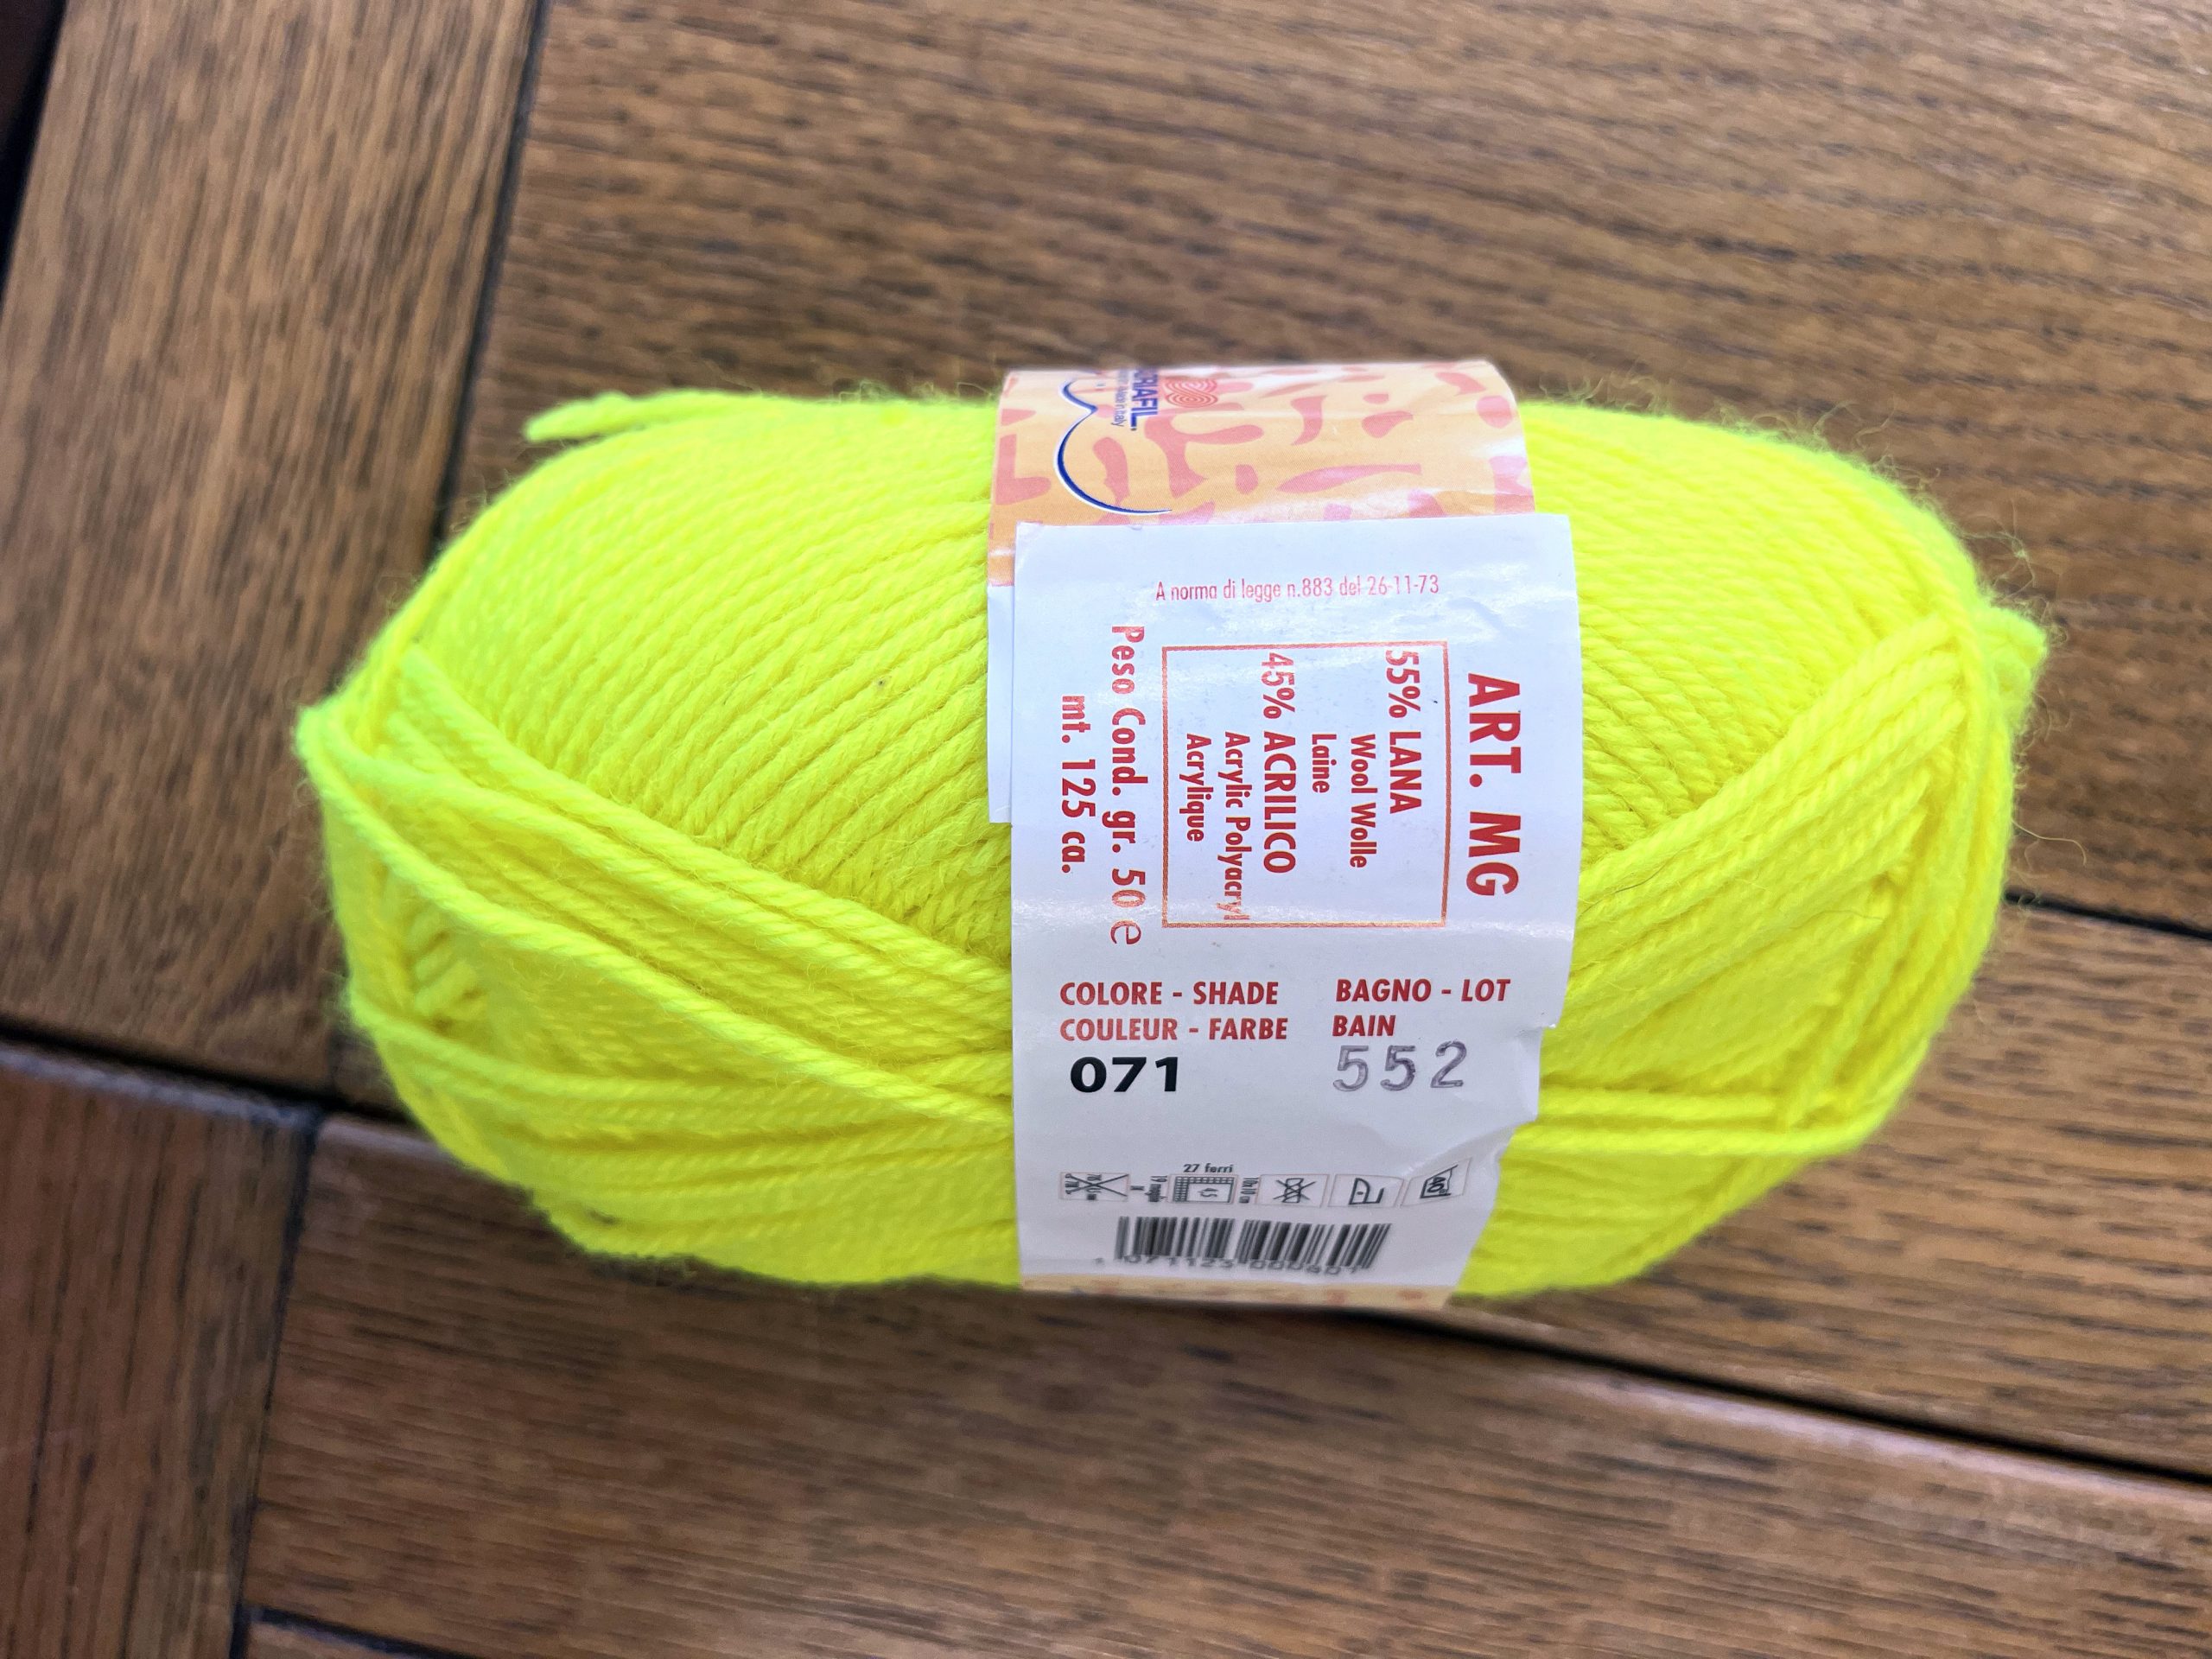 A norma di legge n.883 del 26-11-73
ART. MG
55% LANA
Wool Wolle
Laine
45% ACRILICO
Acrylic Polyacryl
Acrylique
Peso Cond. gr. 50 e
mt. 125 ca.
COLORE - SHADE
COULEUR - FARBE
071
BAGNO - LOT
BAIN
552
27 ferri